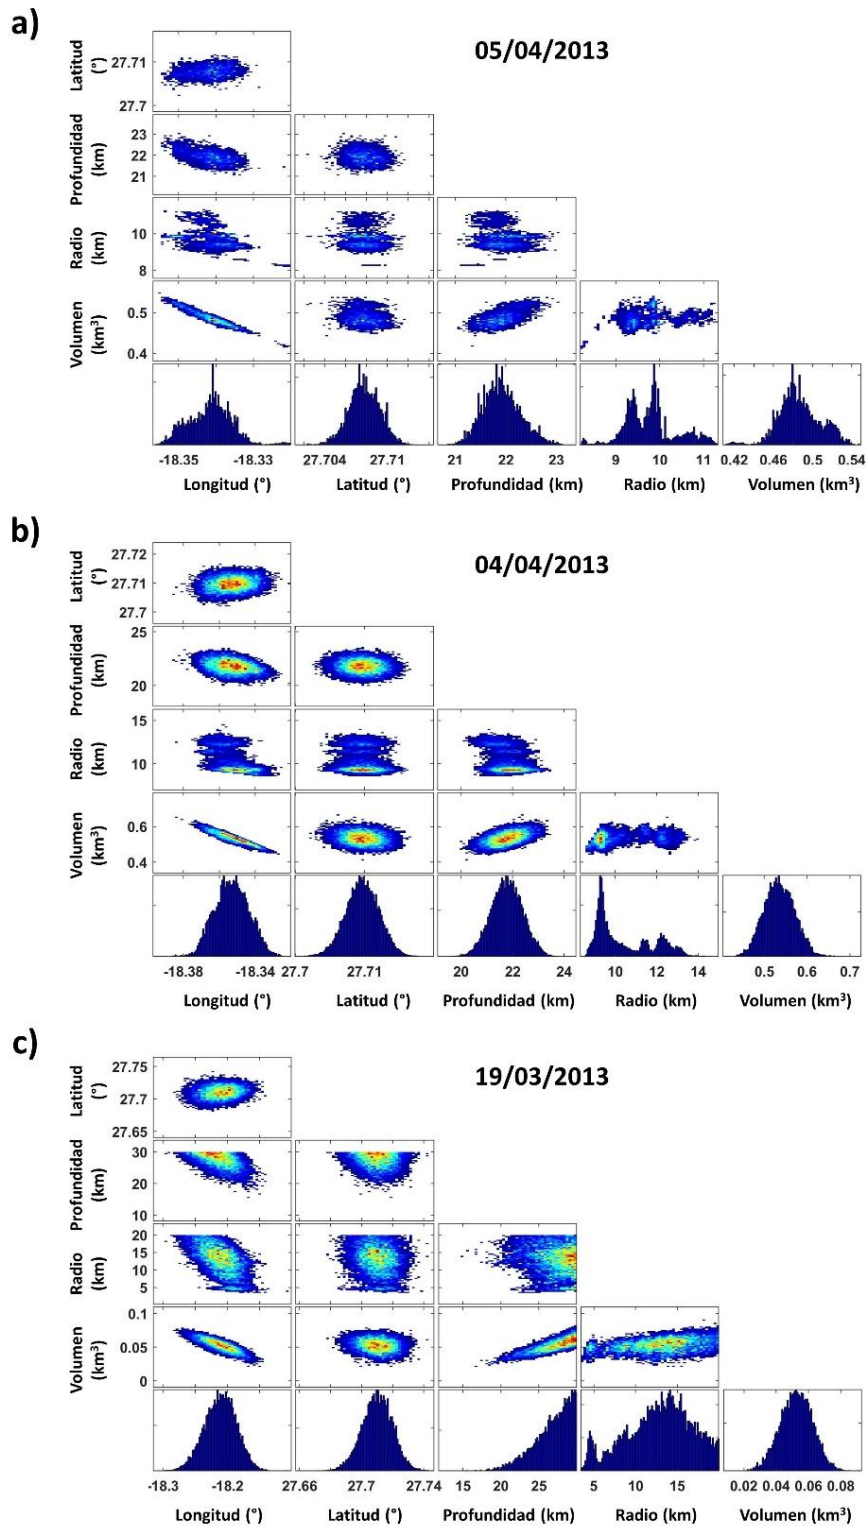 a)
05/04/2013
Latitud (°)
27.71
27.7
Profundidad (km)
23
22
21
Radio (km)
10
8
Volumen (km³)
0.5
0.4
-18.35 -18.33 27.704 27.71 21 22 23 9 10 11 0.42 0.46 0.5 0.54
Longitud (°) Latitud (°) Profundidad (km) Radio (km) Volumen (km³)
b)
04/04/2013
Latitud (°)
27.72
27.71
27.7
Profundidad (km)
25
20
Radio (km)
15
10
Volumen (km³)
0.6
0.4
-18.38 -18.34 27.7 27.71 20 22 24 10 12 14 0.5 0.6 0.7
Longitud (°) Latitud (°) Profundidad (km) Radio (km) Volumen (km³)
c)
19/03/2013
Latitud (°)
27.75
27.7
27.65
Profundidad (km)
30
20
10
Radio (km)
20
15
10
5
Volumen (km³)
0.1
0.05
0
-18.3 -18.2 27.66 27.7 27.74 15 20 25 5 10 15 0.02 0.04 0.06 0.08
Longitud (°) Latitud (°) Profundidad (km) Radio (km) Volumen (km³)